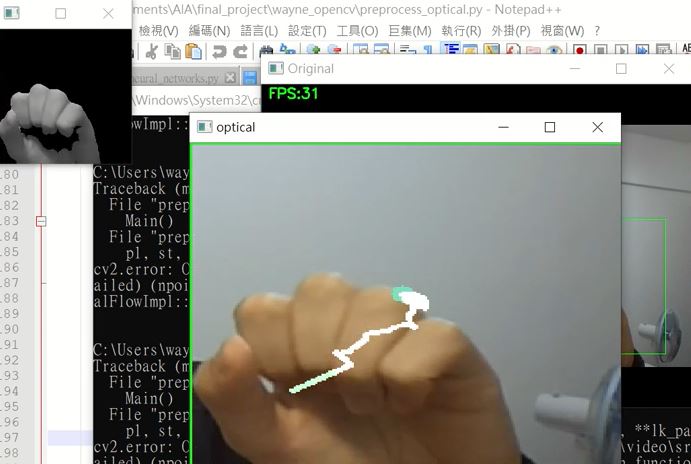 ments\AIA\final_project\wayne_opencv\preprocess_optical.py - Notepad++
檢視(V) 編碼(N) 語言(L) 設定(T) 工具(O) 巨集(M) 執行(R) 外掛(P) 視窗(W) ?
neural_networks.py
Original
\Windows\System32\c
FPS:31
owImpl::
optical
180
181
182
183
184
185
186
187
188
189
190
191
192
193
194
195
196
197
198
C:\Users\way
Traceback (m
File "prep
Main()
File "prep
pl, st,
cv2.error: O
ailed) (npoi
alFlowImpl::
C:\Users\way
Traceback (m
File "prep
Main()
File "prep
pl, st,
, **lk_pa
cv2.error: O
\video\sr
ailed) (npoi
n functio